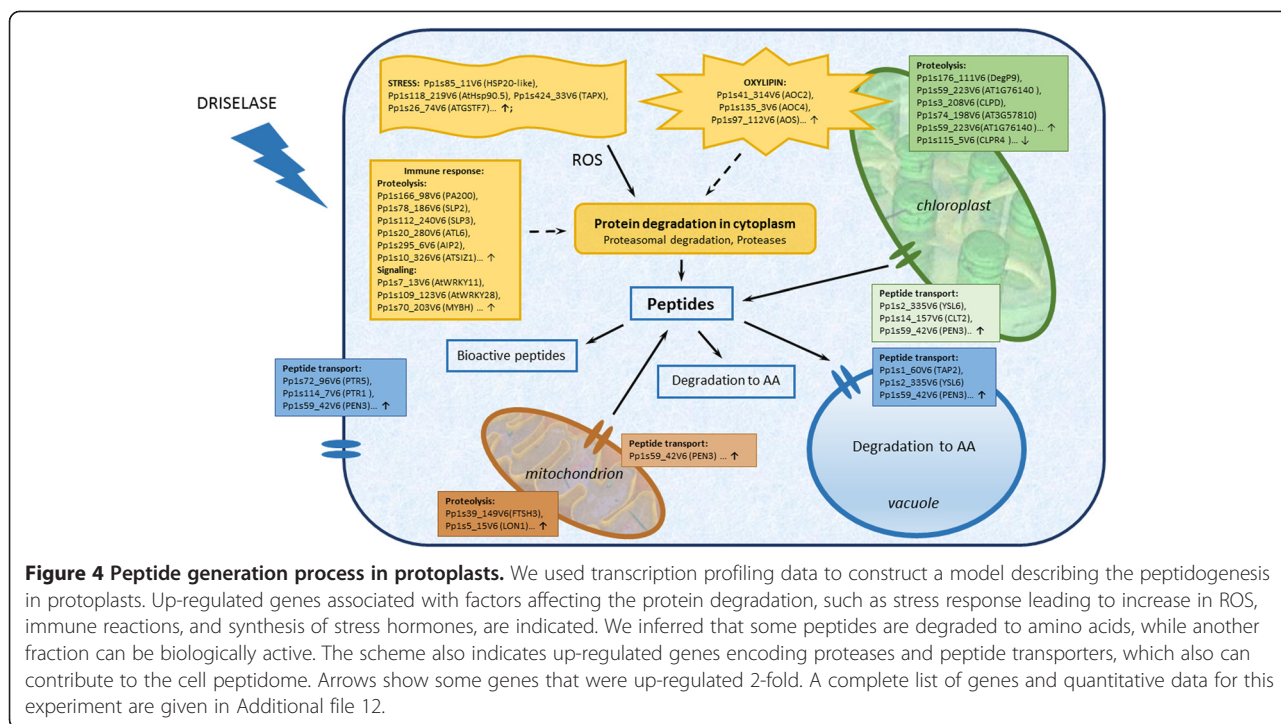 DRISELASE
STRESS: Pp1s85_11V6 (HSP20-like),
Pp1s118_219V6 (AtHsp90.5), Pp1s424_33V6 (TAPX),
Pp1s26_74V6 (ATGSTF7)... ↑;
OXYLIPIN:
Pp1s41_314V6 (AOC2)
Pp1s135_3V6 (AOC4)
Pp1s97_112V6 (AOS)... ↑
Proteolysis:
Pp1s176_111V6 (DegP9)
Pp1s59_223V6 (AT1G76140 ),
Pp1s3_208V6 (CLPD)
Pp1s74_198V6 (AT3G57810)
Pp1s59_223V6(AT1G76140)... ↑
Pp1s115_5V6 (CLPR4 )... ↓
chloroplast
ROS
Immune response:
Proteolysis:
Pp1s166_98V6 (PA200),
Pp1s78_186V6 (SLP2)
Pp1s112_240V6 (SLP3)
Pp1s20_280V6 (ATL6)
Pp1s295_6V6 (AIP2)
Pp1s10_326V6 (ATSIZ1)... ↑
Signaling:
Pp1s7_13V6 (AtWRKY11)
Pp1s109_123V6 (AtWRKY28),
Pp1s70_203V6 (MYBH) ... ↑
Protein degradation in cytoplasm
Proteasomal degradation, Proteases
Peptides
Peptide transport:
Pp1s2_335V6 (YSL6)
Pp1s14_157V6 (CLT2)
Pp1s59_42V6 (PEN3).. ↑
Bioactive peptides
Degradation to AA
Peptide transport:
Pp1s72_96V6 (PTR5),
Pp1s114_7V6 (PTR1 ),
Pp1s59_42V6 (PEN3)... ↑
Peptide transport:
Pp1s1_60V6 (TAP2),
Pp1s2_335V6 (YSL6)
Pp1s59_42V6 (PEN3)... ↑
Degradation to AA
vacuole
Peptide transport:
Pp1s59_42V6 (PEN3) ... ↑
mitochondrion
Proteolysis:
Pp1s39_149V6(FTSH3),
Pp1s5_15V6 (LON1)... ↑
Figure 4 Peptide generation process in protoplasts. We used transcription profiling data to construct a model describing the peptidogenesis
in protoplasts. Up-regulated genes associated with factors affecting the protein degradation, such as stress response leading to increase in ROS,
immune reactions, and synthesis of stress hormones, are indicated. We inferred that some peptides are degraded to amino acids, while another
fraction can be biologically active. The scheme also indicates up-regulated genes encoding proteases and peptide transporters, which also can
contribute to the cell peptidome. Arrows show some genes that were up-regulated 2-fold. A complete list of genes and quantitative data for this
experiment are given in Additional file 12.